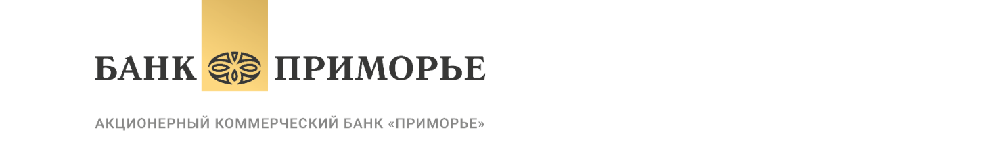 БАНК ПРИМОРЬЕ
АКЦИОНЕРНЫЙ КОММЕРЧЕСКИЙ БАНК «ПРИМОРЬЕ»